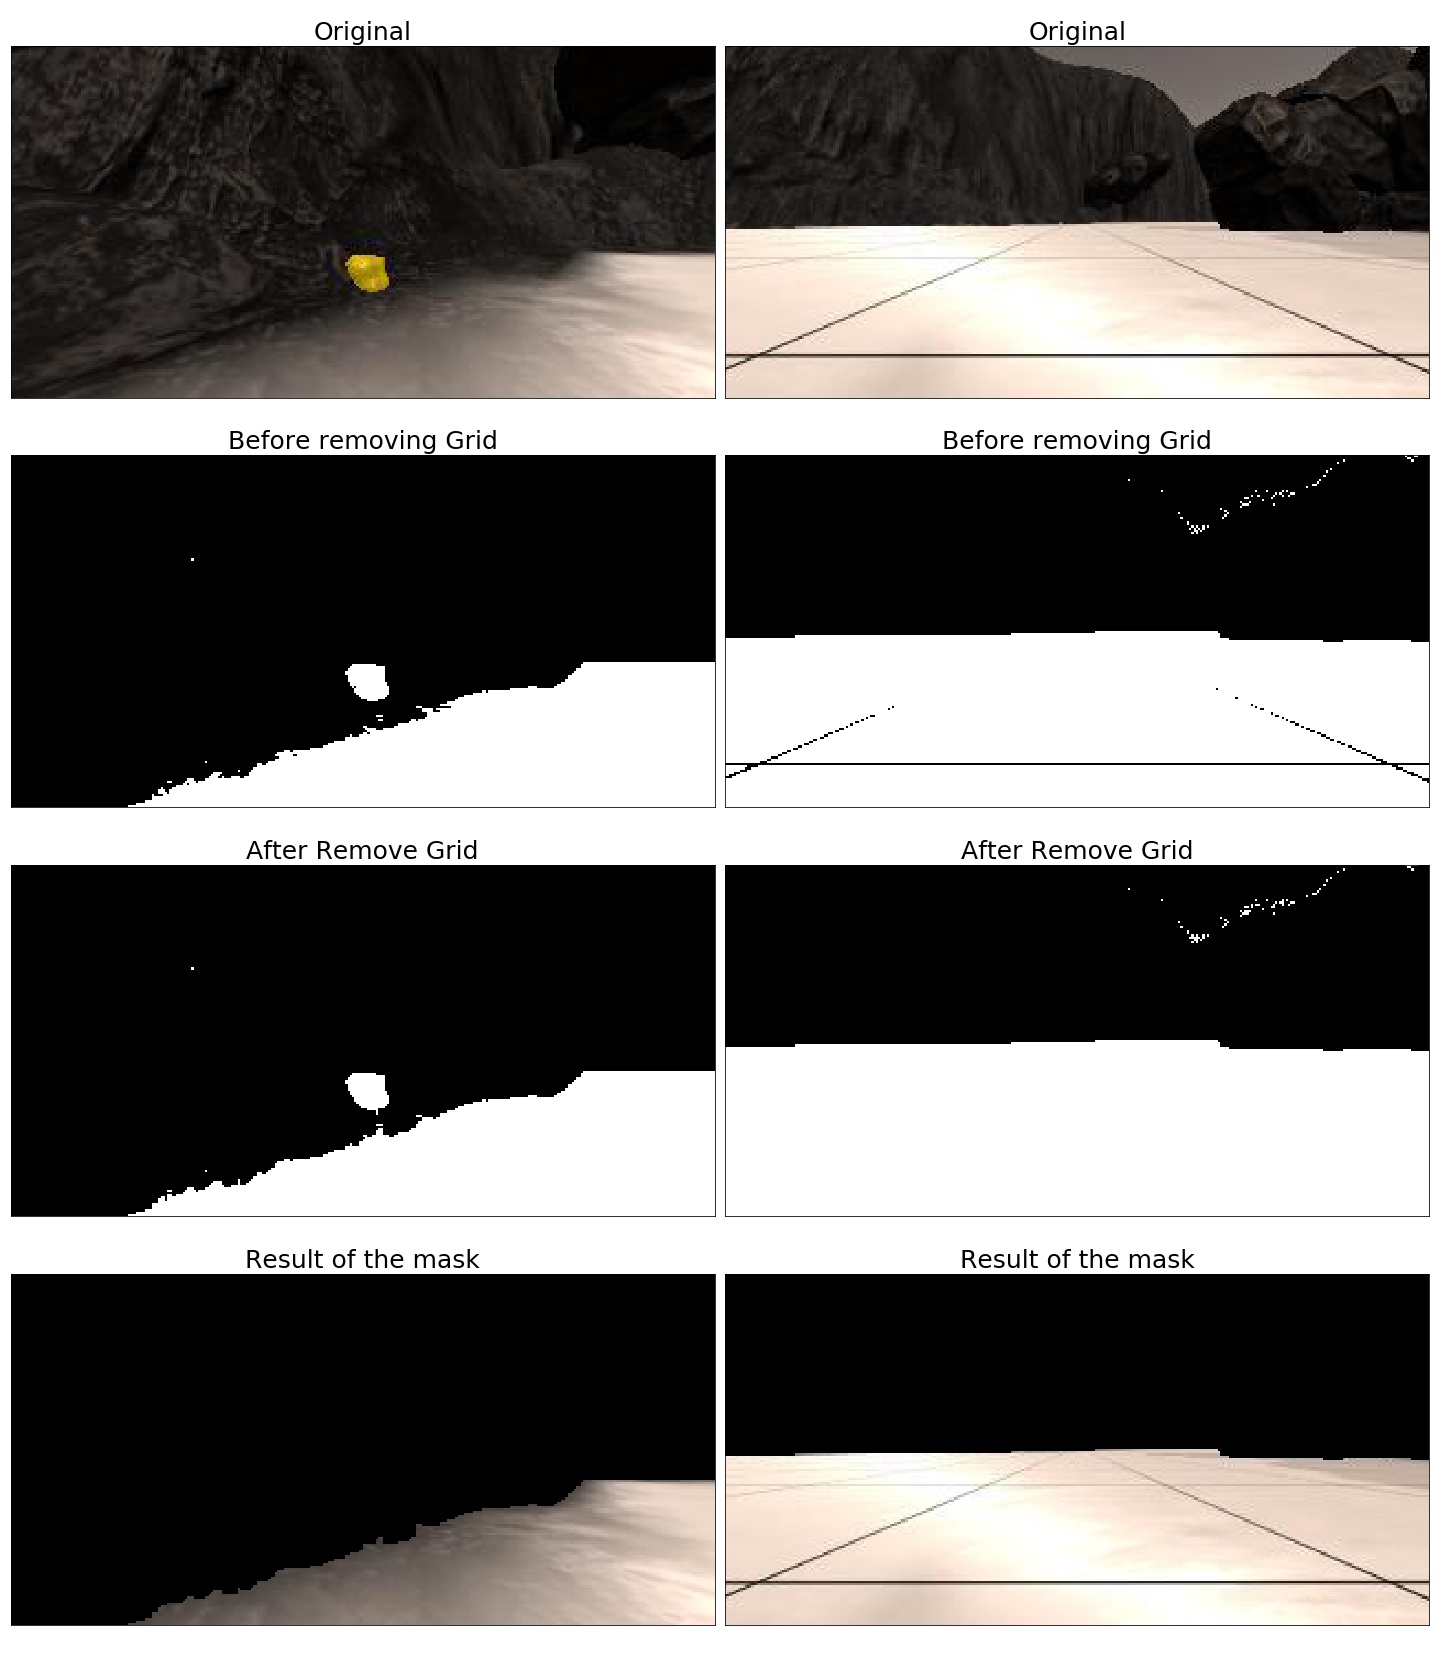 Original
Original
Before removing Grid
Before removing Grid
After Remove Grid
After Remove Grid
Result of the mask
Result of the mask